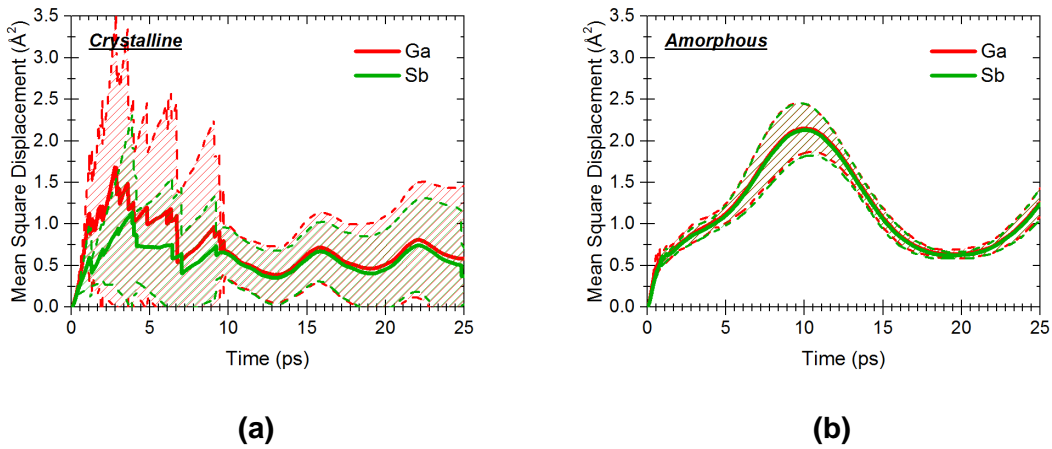 Crystalline
Ga
Sb
Mean Square Displacement (Å²)
3.5
3.0
2.5
2.0
1.5
1.0
0.5
0.0
0 5 10 15 20 25
Time (ps)
(a)
Amorphous
Ga
Sb
Mean Square Displacement (Å²)
3.5
3.0
2.5
2.0
1.5
1.0
0.5
0.0
0 5 10 15 20 25
Time (ps)
(b)